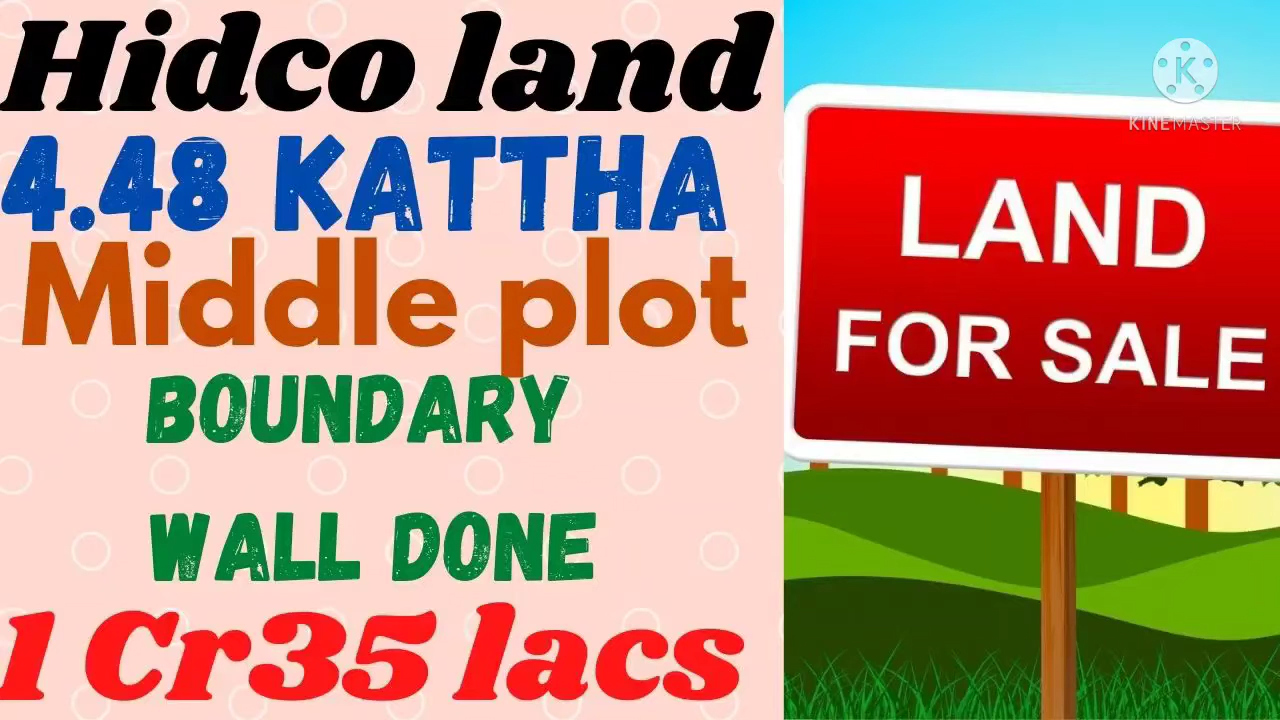 Hidco land
4.48 KATTHA
Middle plot
BOUNDARY
WALL DONE
1 Cr35 lacs
K
KINEMASTER
LAND
FOR SALE